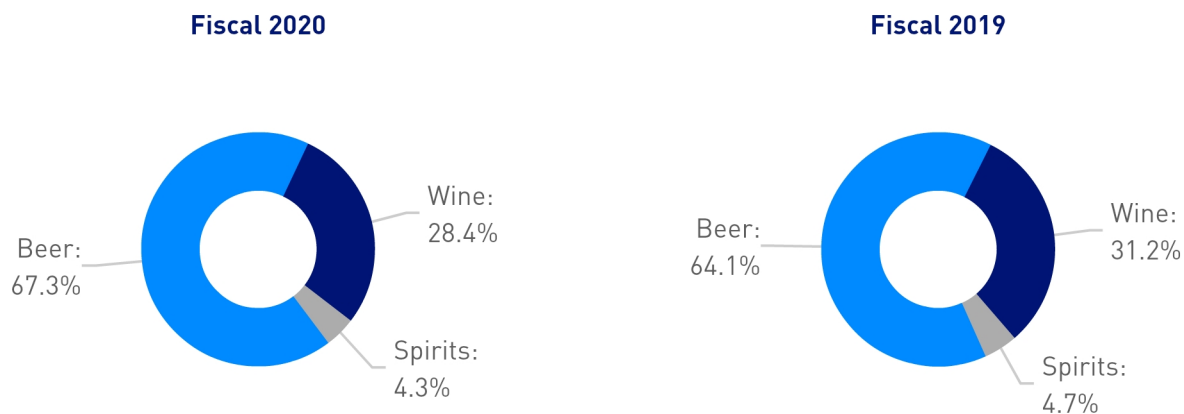 Fiscal 2020
Beer:
67.3%
Wine:
28.4%
Spirits:
4.3%
Fiscal 2019
Beer:
64.1%
Wine:
31.2%
Spirits:
4.7%